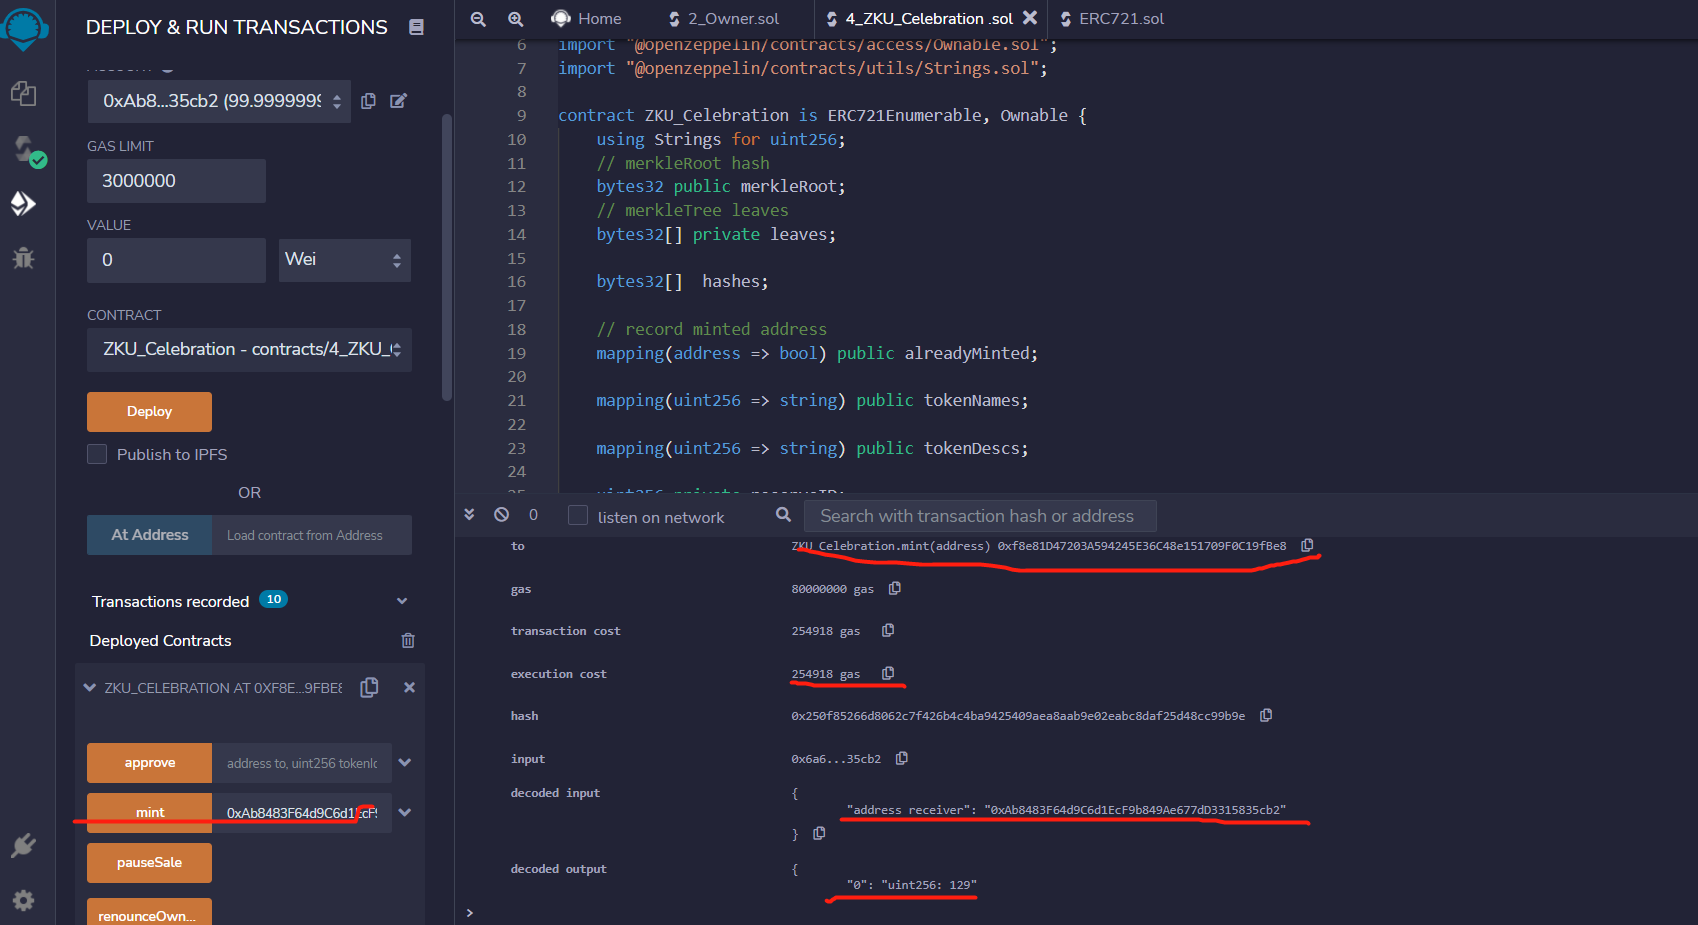 DEPLOY & RUN TRANSACTIONS
0xAb8...35cb2 (99.9999999
GAS LIMIT
3000000
VALUE
0
Wei
CONTRACT
ZKU_Celebration - contracts/4_ZKU_
Deploy
Publish to IPFS
OR
At Address
Load contract from Address
Transactions recorded 10
Deployed Contracts
ZKU_CELEBRATION AT 0XF8E...9FBE8
approve
address to, uint256 tokenId
mint
0xAb8483F64d9C6d1EcF9
pauseSale
renounceOwn...
Home
2_Owner.sol
4_ZKU_Celebration .sol
ERC721.sol
6 import "@openzeppelin/contracts/access/Ownable.sol";
7 import "@openzeppelin/contracts/utils/Strings.sol";
8
9 contract ZKU_Celebration is ERC721Enumerable, Ownable {
10 using Strings for uint256;
11 // merkleRoot hash
12 bytes32 public merkleRoot;
13 // merkleTree leaves
14 bytes32[] private leaves;
15
16 bytes32[]  hashes;
17
18 // record minted address
19 mapping(address => bool) public alreadyMinted;
20
21 mapping(uint256 => string) public tokenNames;
22
23 mapping(uint256 => string) public tokenDescs;
24
0
listen on network
Search with transaction hash or address
to ZKU_Celebration.mint(address) 0xf8e81D47203A594245E36C48e151709F0C19fBe8
gas 80000000 gas
transaction cost 254918 gas
execution cost 254918 gas
hash 0x250f85266d8062c7f426b4c4ba9425409aea8aab9e02eabc8daf25d48cc99b9e
input 0x6a6...35cb2
decoded input {
"address receiver": "0xAb8483F64d9C6d1EcF9b849Ae677dD3315835cb2"
}
decoded output {
"0": "uint256: 129"
>